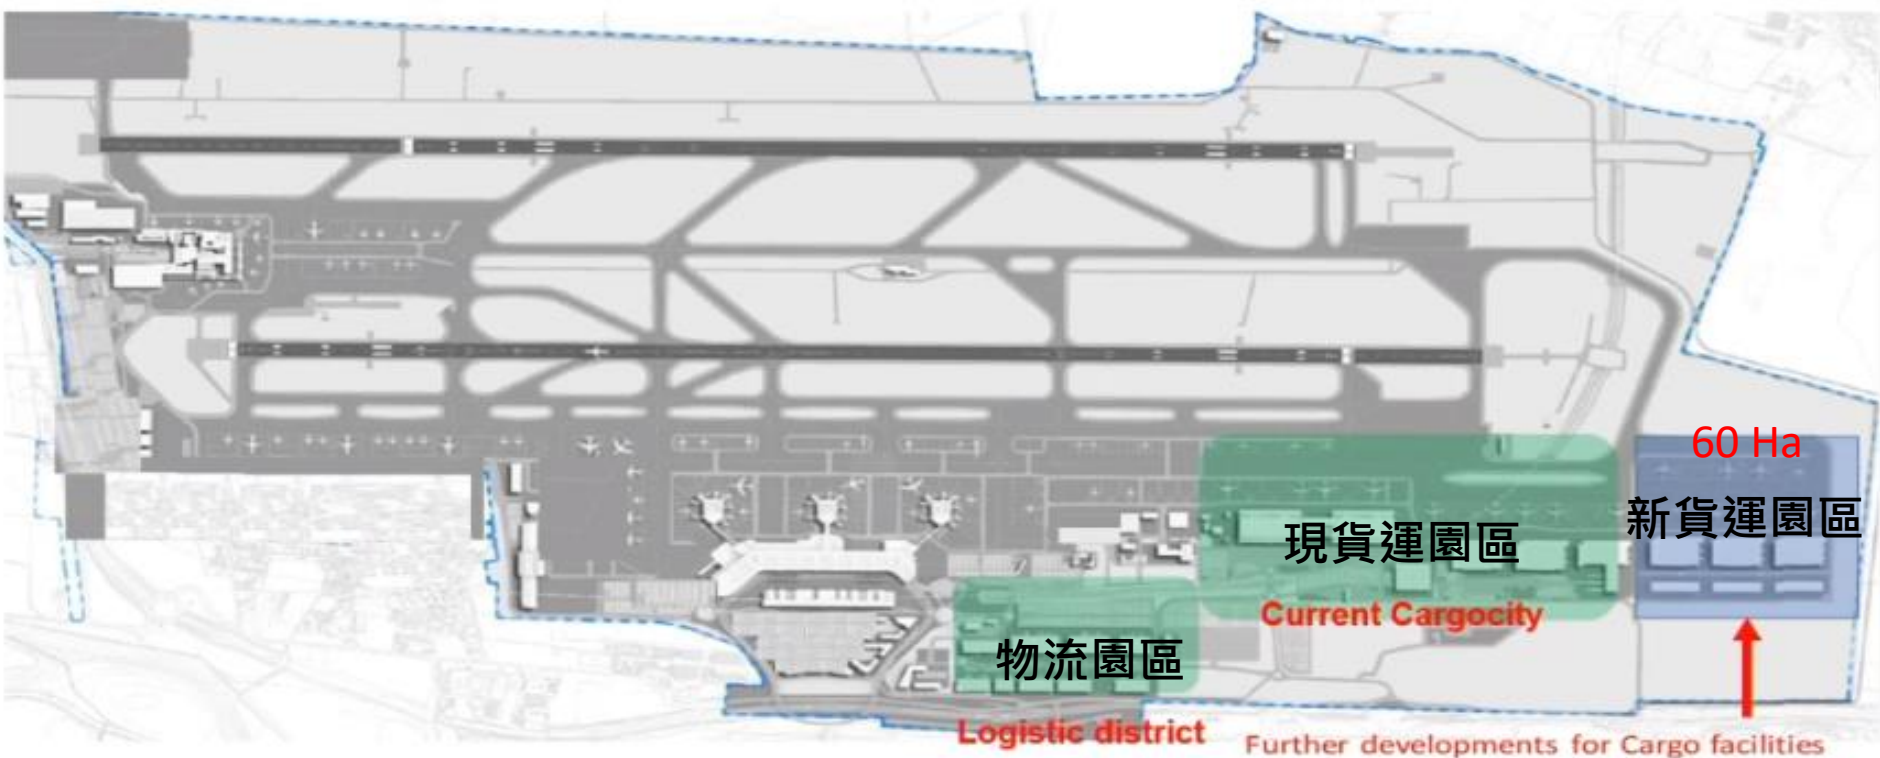 60 Ha
新貨運園區
現貨運園區
Current Cargocity
物流園區
Logistic district
Further developments for Cargo facilities